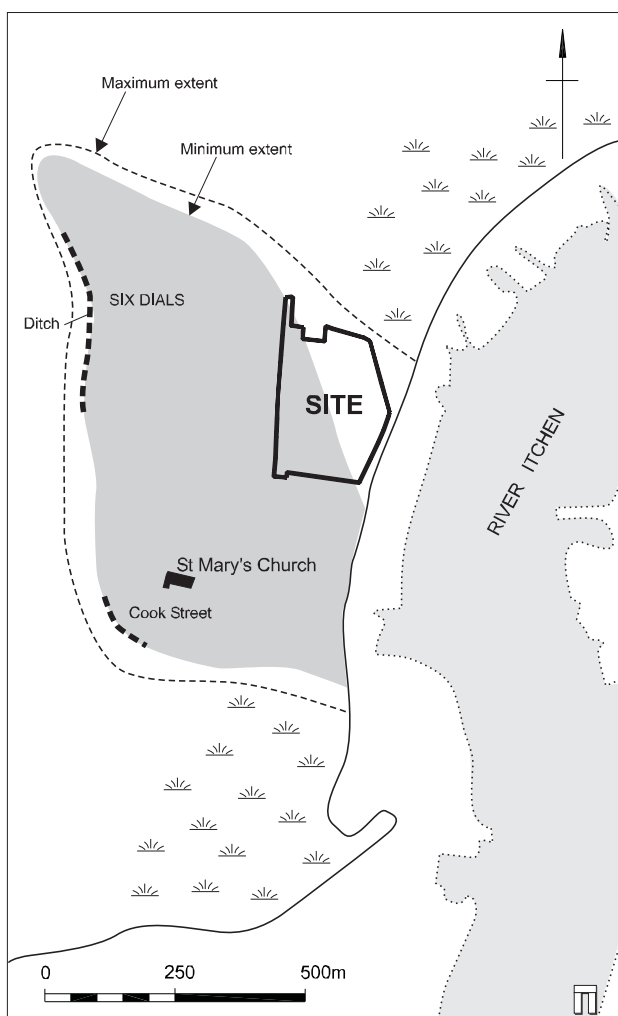 Maximum extent
Minimum extent
SIX DIALS
Ditch
SITE
RIVER ITCHEN
St Mary's Church
Cook Street
0 250 500m